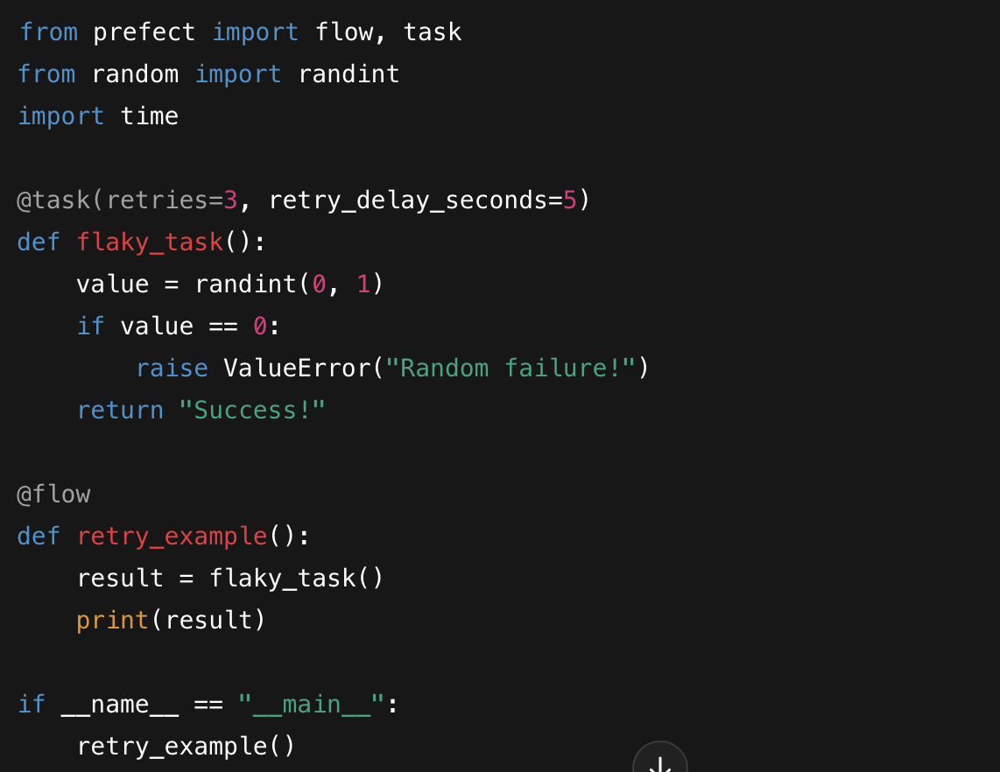 from prefect import flow, task
from random import randint
import time

@task(retries=3, retry_delay_seconds=5)
def flaky_task():
    value = randint(0, 1)
    if value == 0:
        raise ValueError("Random failure!")
    return "Success!"

@flow
def retry_example():
    result = flaky_task()
    print(result)

if __name__ == "__main__":
    retry_example()